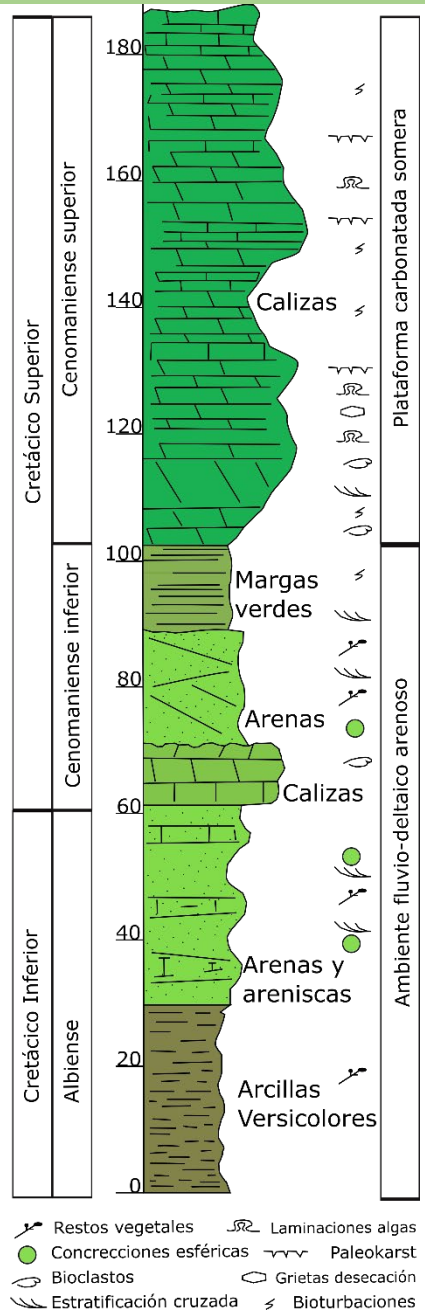 Cretácico Superior
Cretácico Inferior
Cenomaniense superior
Cenomaniense inferior
Albiense
180
160
140
120
100
80
60
40
20
0
Calizas
Margas
verdes
Arenas
Calizas
Arenas y
areniscas
Arcillas
Versicolores
Plataforma carbonatada somera
Ambiente fluvio-deltaico arenoso
Restos vegetales
Laminaciones algas
Concrecciones esféricas
Paleokarst
Bioclastos
Grietas desecación
Estratificación cruzada
Bioturbaciones